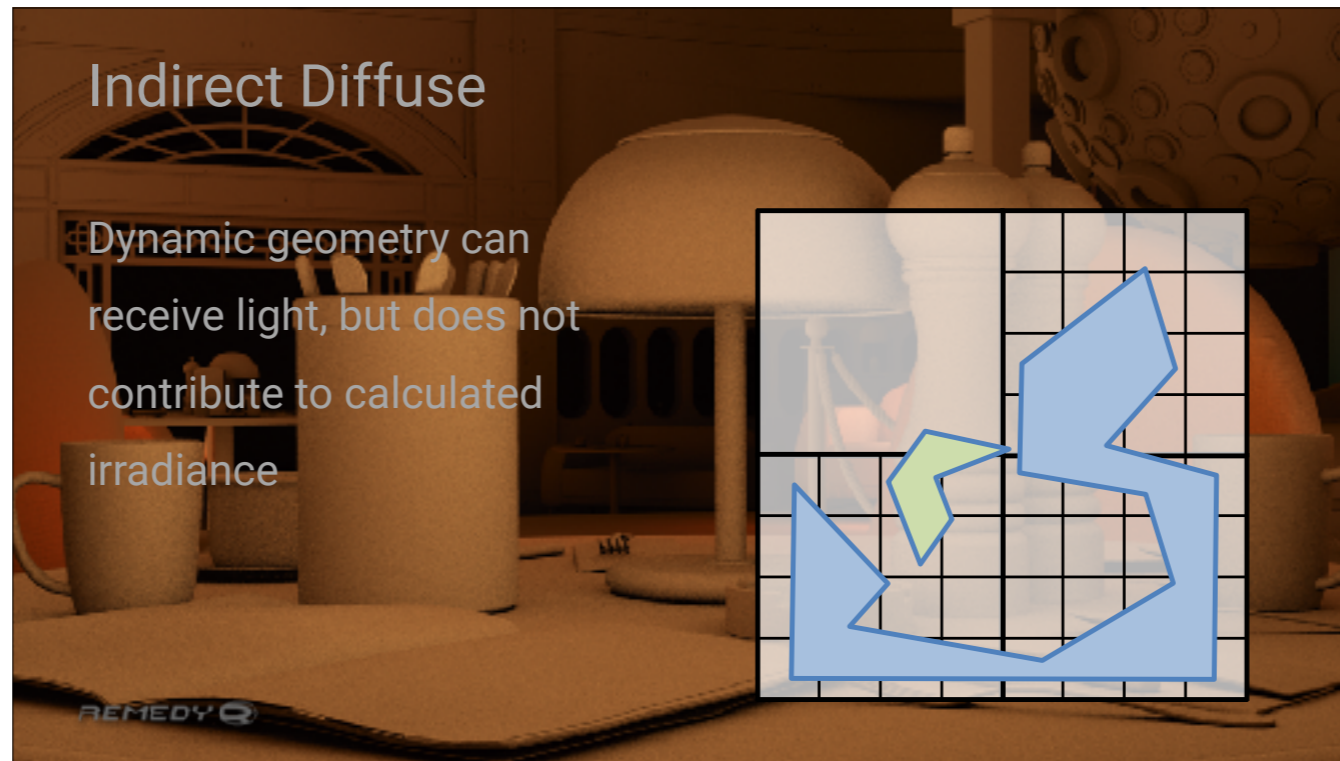 Indirect Diffuse
Dynamic geometry can
receive light, but does not
contribute to calculated
irradiance
REMEDY